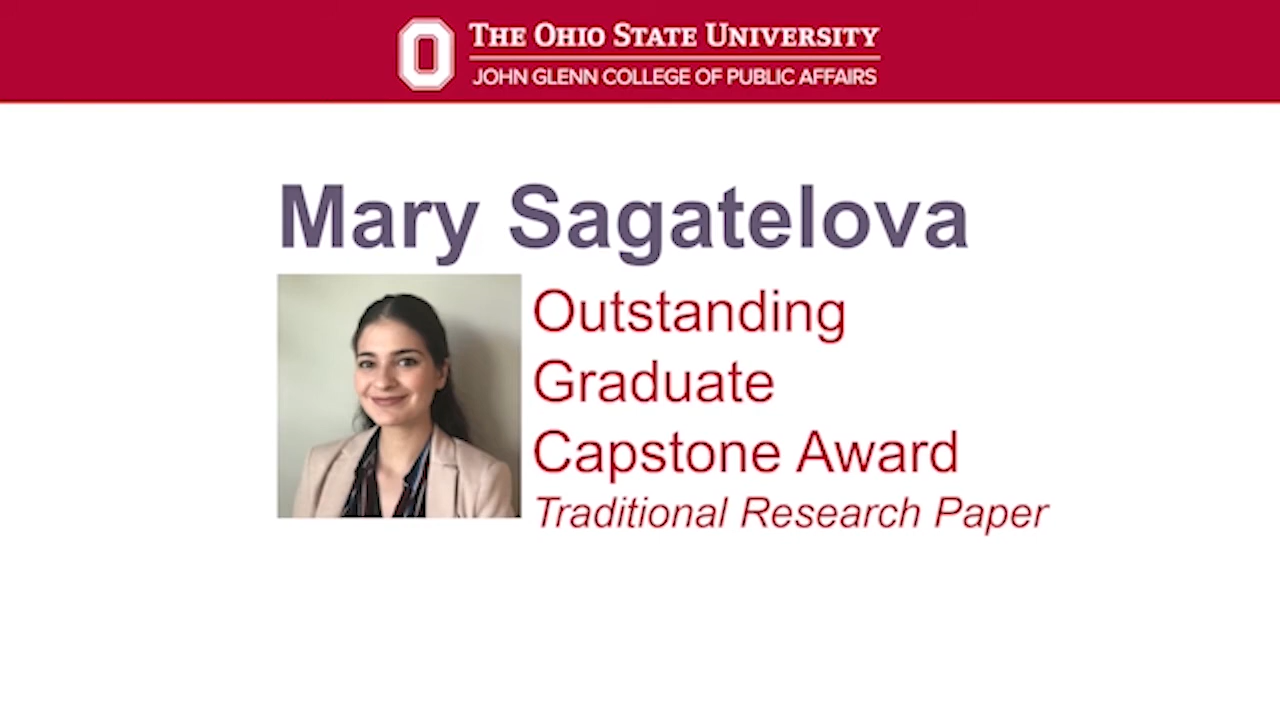 THE OHIO STATE UNIVERSITY
JOHN GLENN COLLEGE OF PUBLIC AFFAIRS
Mary Sagatelova
Outstanding
Graduate
Capstone Award
Traditional Research Paper